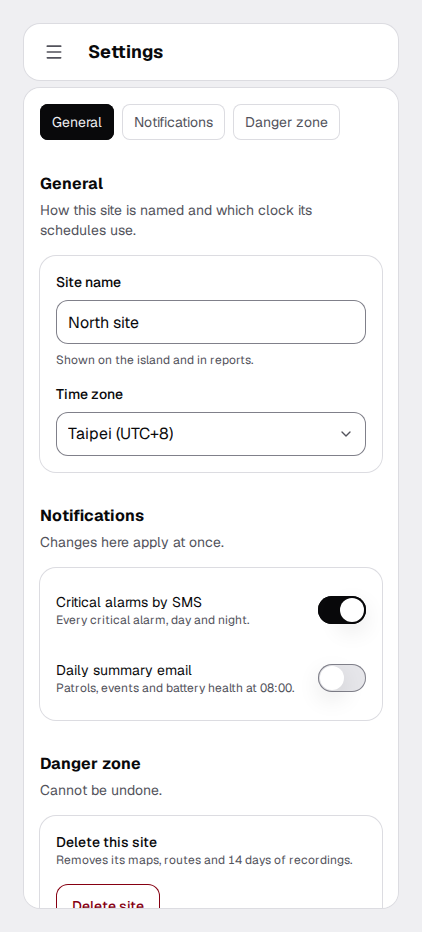 Settings
General
Notifications
Danger zone
General
How this site is named and which clock its
schedules use.
Site name
North site
Shown on the island and in reports.
Time zone
Taipei (UTC+8)
Notifications
Changes here apply at once.
Critical alarms by SMS
Every critical alarm, day and night.
Daily summary email
Patrols, events and battery health at 08:00.
Danger zone
Cannot be undone.
Delete this site
Removes its maps, routes and 14 days of recordings.
Delete site